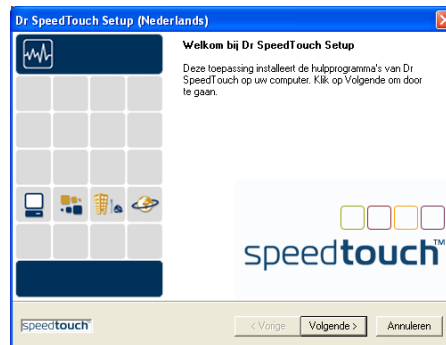 Dr SpeedTouch Setup (Nederlands)
Welkom bij Dr SpeedTouch Setup
Deze toepassing installeert de hulpprogramma's van Dr
SpeedTouch op uw computer. Klik op Volgende om door
te gaan.
speedtouch™
speedtouch™
< Vorige
Volgende >
Annuleren